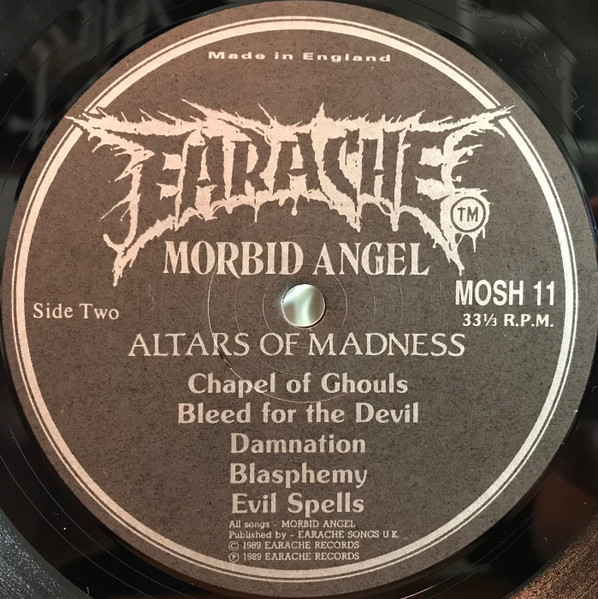 Made in England
EARACHE
TM
MORBID ANGEL
MOSH 11
Side Two
33⅓ R.P.M.
ALTARS OF MADNESS
Chapel of Ghouls
Bleed for the Devil
Damnation
Blasphemy
Evil Spells
All songs - MORBID ANGEL
Published by - EARACHE SONGS U.K.
© 1989 EARACHE RECORDS
℗ 1989 EARACHE RECORDS